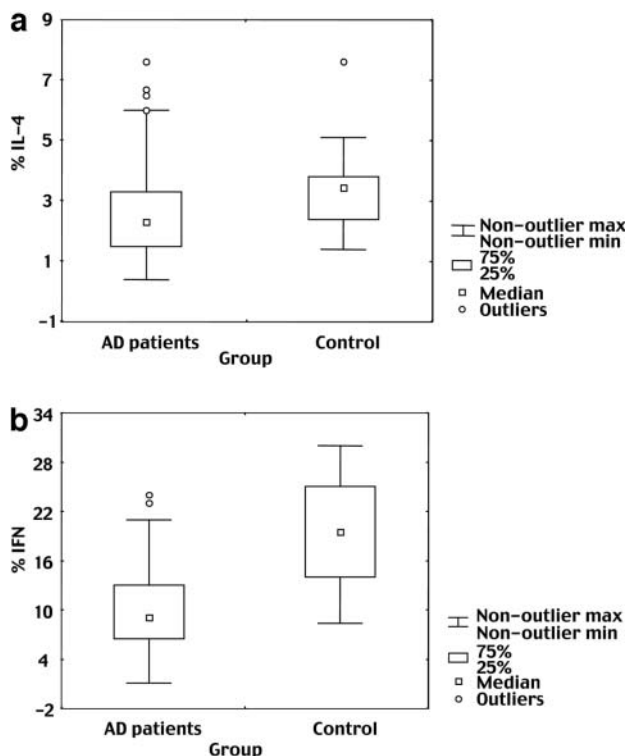 a
9
7
5
3
1
-1
% IL-4
AD patients
Control
Group
Non-outlier max
Non-outlier min
75%
25%
Median
Outliers
b
34
28
22
16
10
4
-2
% IFN
AD patients
Control
Group
Non-outlier max
Non-outlier min
75%
25%
Median
Outliers